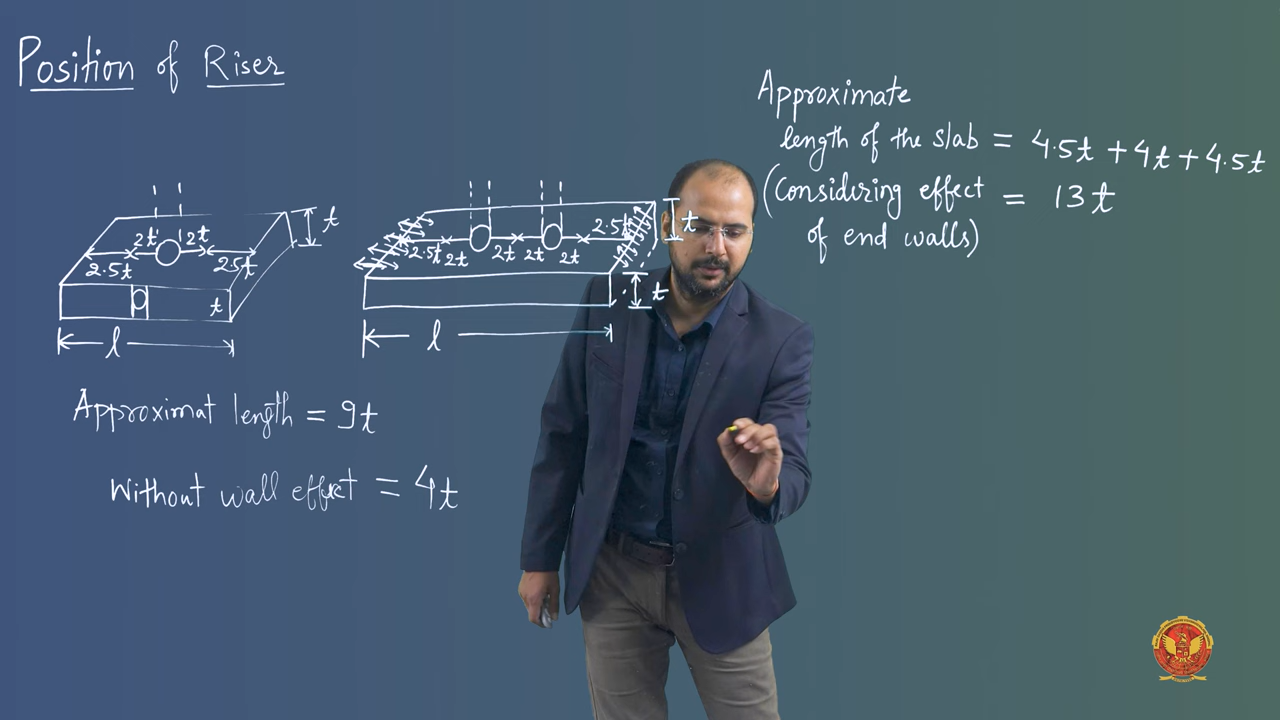 Position of Riser
Approximate
length of the slab = 4.5t + 4t + 4.5t
(Considering effect = 13t
of end walls)
2t 2t
2.5t 2.5t
t
t
l
2.5t 2t 2t 2t 2t 2.5t
t
t
l
Approximat length = 9t
Without wall effect = 4t